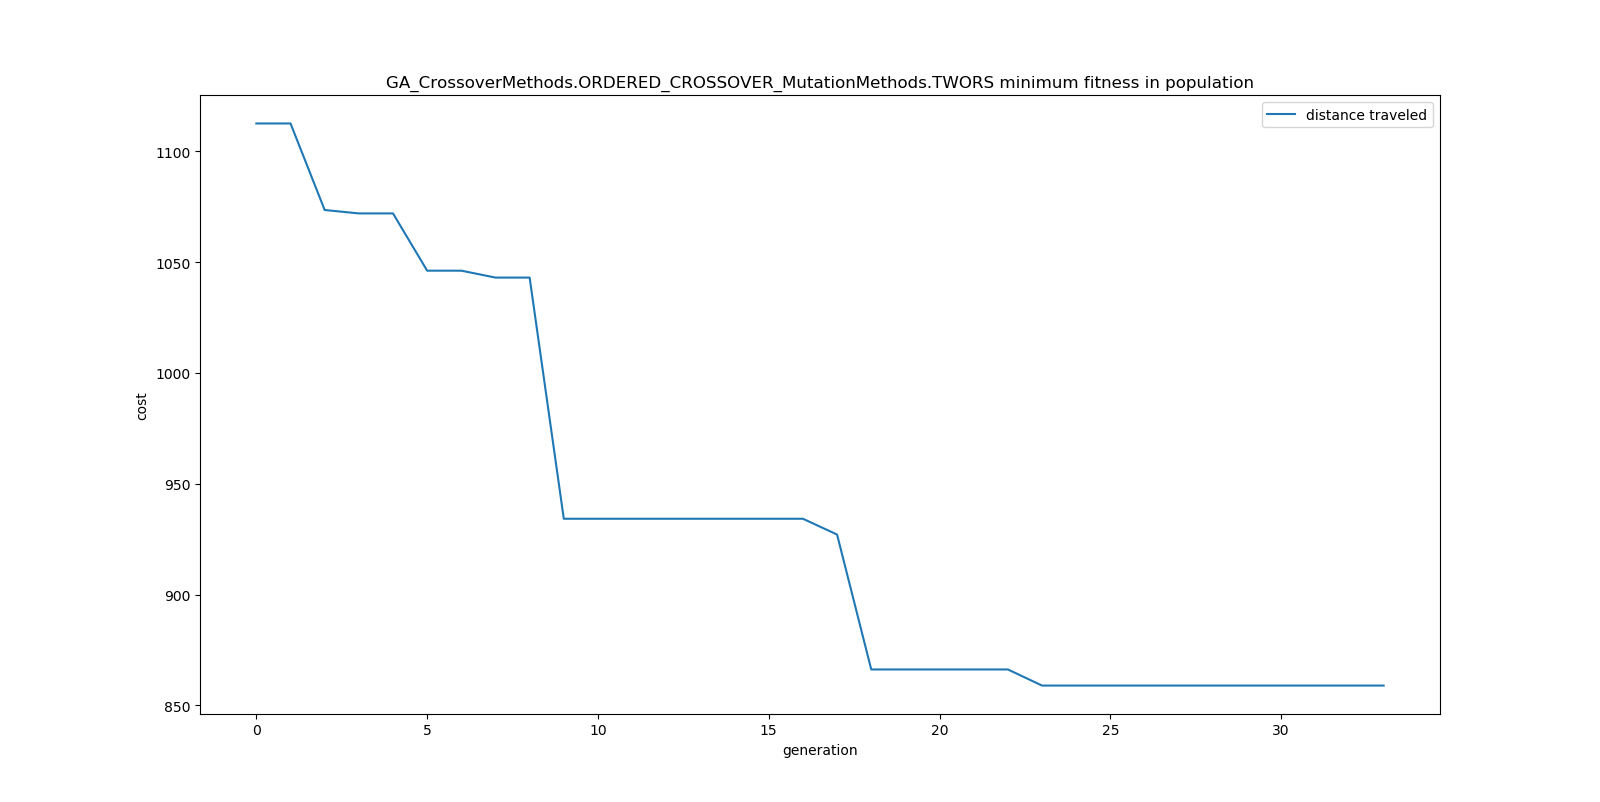 GA_CrossoverMethods.ORDERED_CROSSOVER_MutationMethods.TWORS minimum fitness in population
distance traveled
1100
1050
1000
950
900
850
cost
0 5 10 15 20 25 30
generation